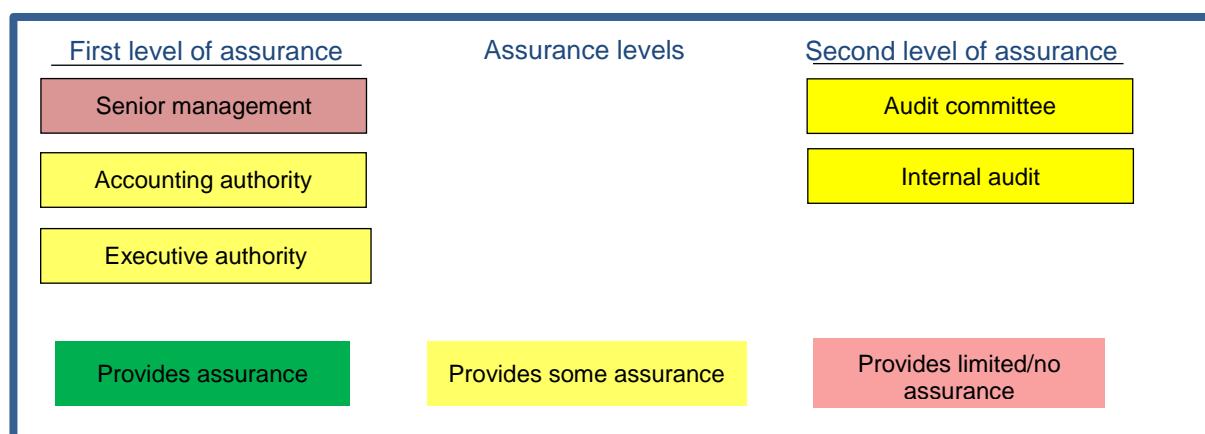 First level of assurance
Assurance levels
Second level of assurance
Senior management
Audit committee
Accounting authority
Internal audit
Executive authority
Provides assurance
Provides some assurance
Provides limited/no
assurance